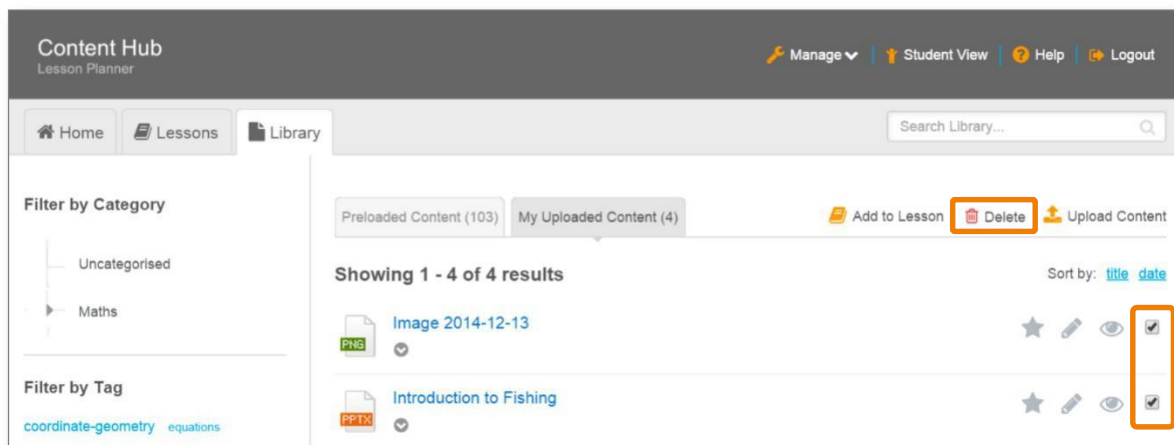 Content Hub
Lesson Planner
Manage Student View Help Logout
Home Lessons Library
Search Library...
Filter by Category
Uncategorised
Maths
Filter by Tag
coordinate-geometry equations
Preloaded Content (103) My Uploaded Content (4)
Add to Lesson Delete Upload Content
Showing 1 - 4 of 4 results
Sort by: title date
PNG
Image 2014-12-13
PPTX
Introduction to Fishing